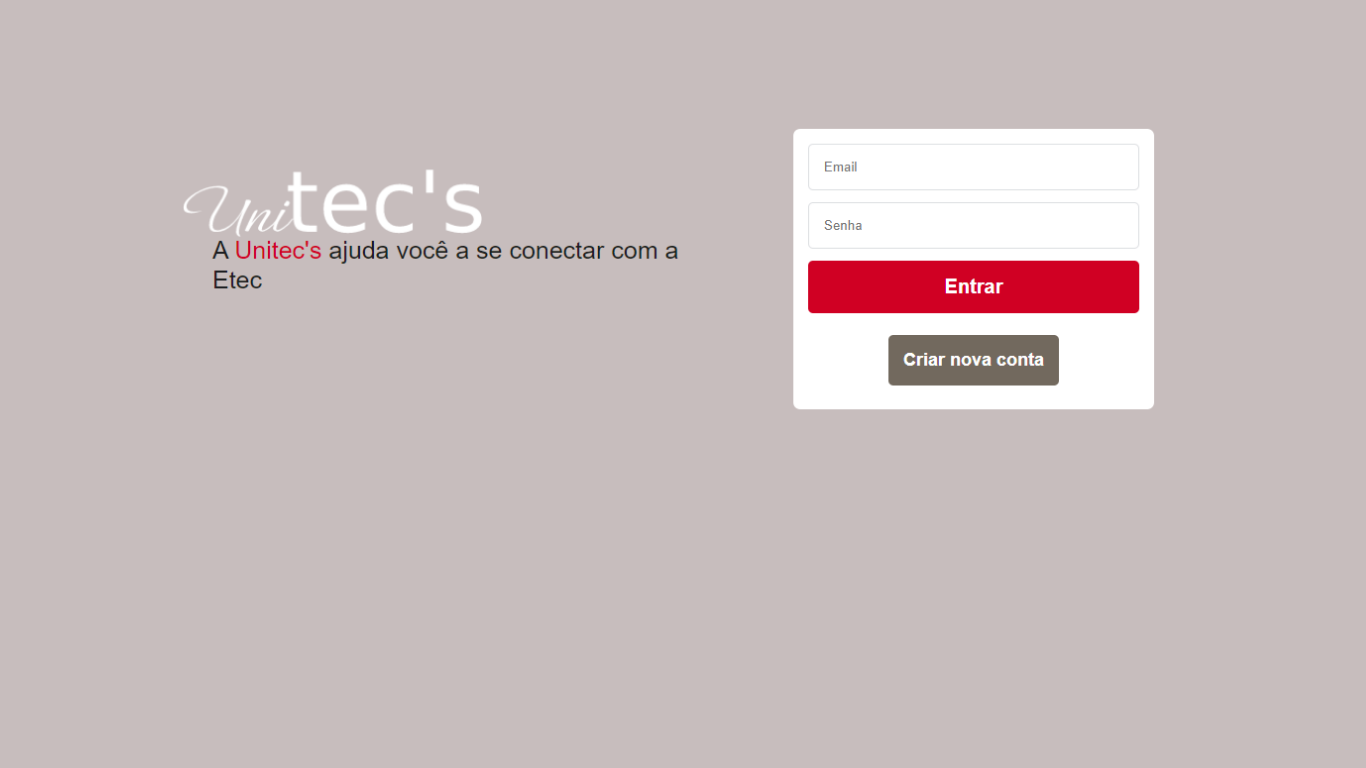 Unitec's
A Unitec's ajuda você a se conectar com a
Etec
Email
Senha
Entrar
Criar nova conta